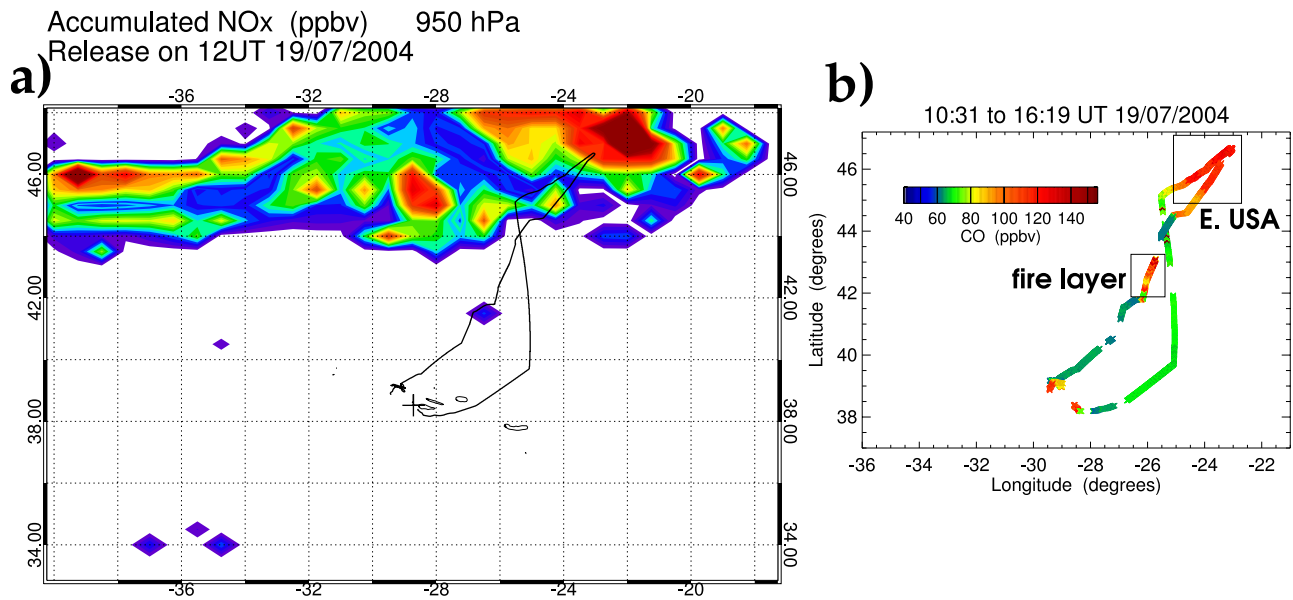 Accumulated NOx (ppbv) 950 hPa
Release on 12UT 19/07/2004
a)
-36 -32 -28 -24 -20
46.00 46.00
42.00 42.00
38.00 38.00
34.00 34.00
-36 -32 -28 -24 -20
b)
10:31 to 16:19 UT 19/07/2004
46
44
42
40
38
Latitude (degrees)
40 60 80 100 120 140
CO (ppbv)
E. USA
fire layer
-36 -34 -32 -30 -28 -26 -24 -22
Longitude (degrees)